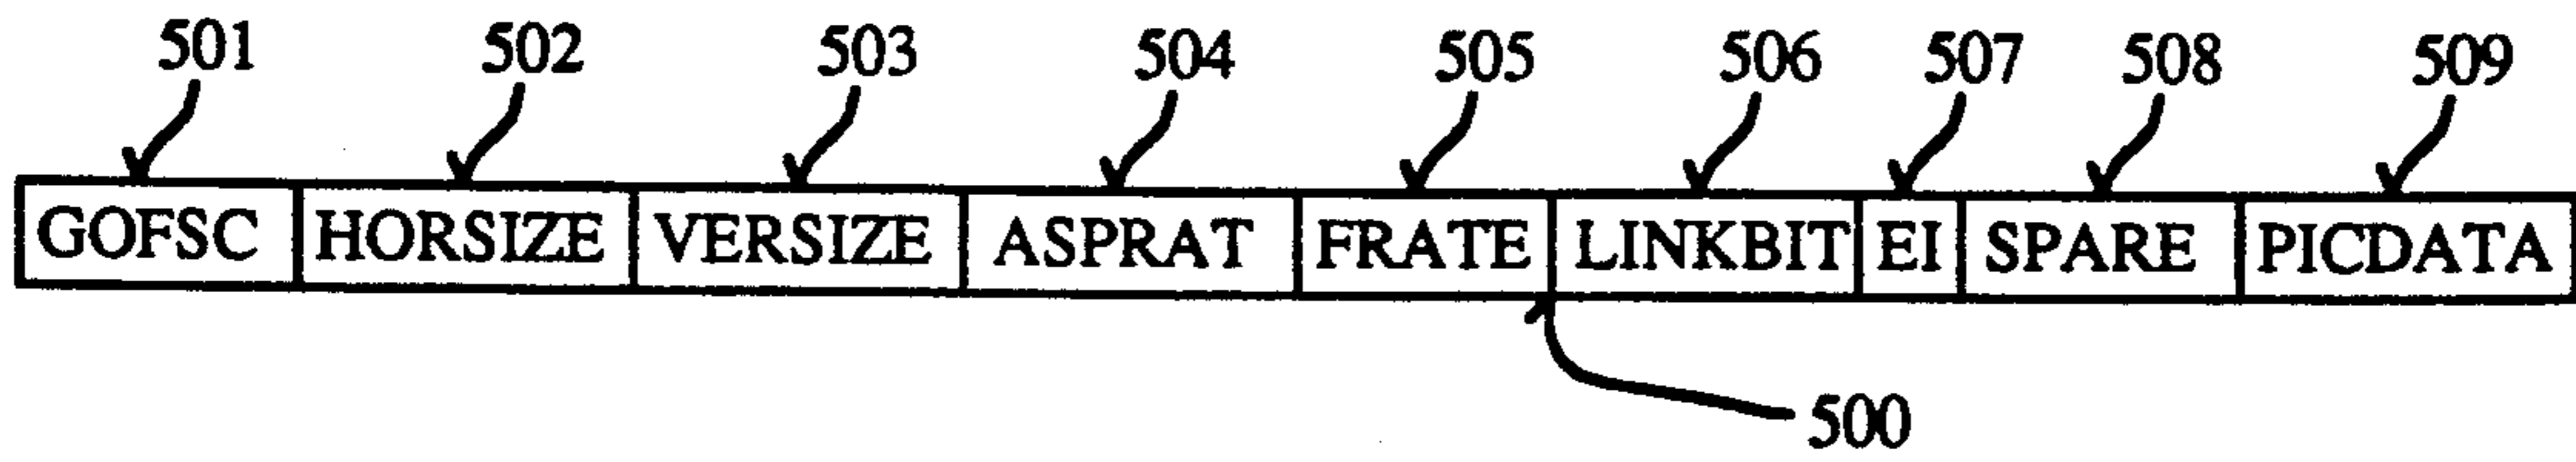 501 502 503 504 505 506 507 508 509
GOFSC HORSIZE VERSIZE ASPRAT FRATE LINKBIT EI SPARE PICDATA
500